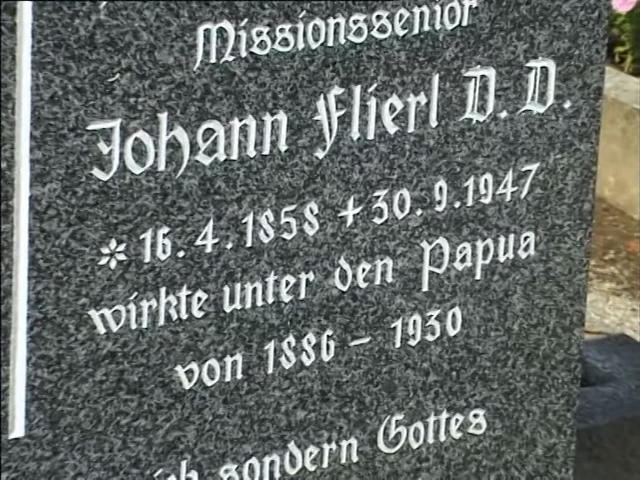 Missionssenior
Johann Flierl D. D.
* 16. 4. 1858 + 30. 9. 1947
wirkte unter den Papua
von 1886 - 1930
sondern Gottes